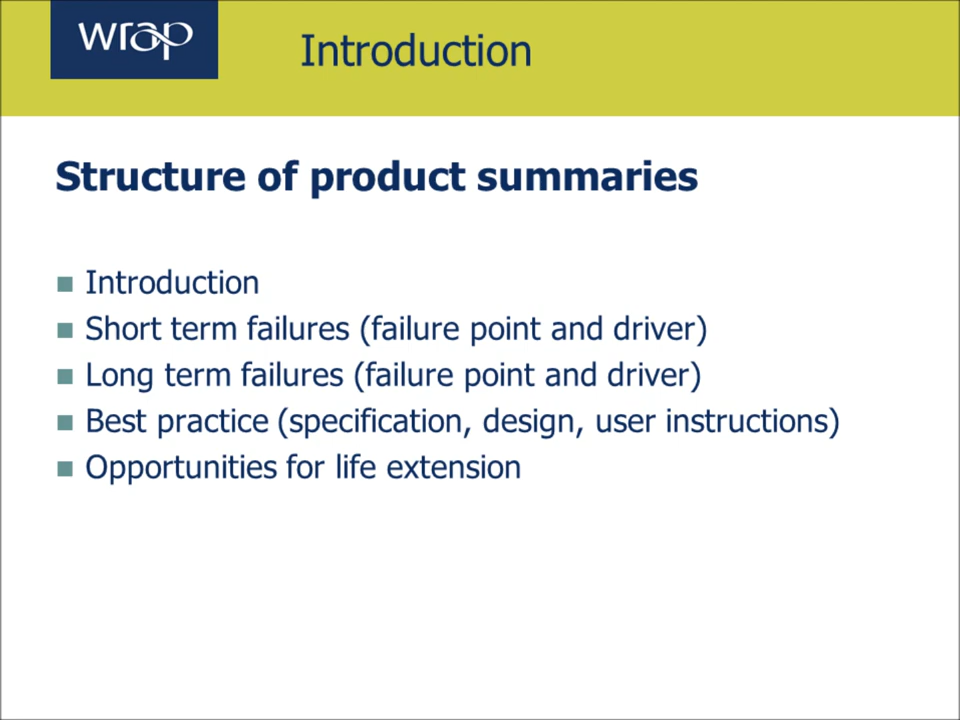 wrap
Introduction
Structure of product summaries
Introduction
Short term failures (failure point and driver)
Long term failures (failure point and driver)
Best practice (specification, design, user instructions)
Opportunities for life extension